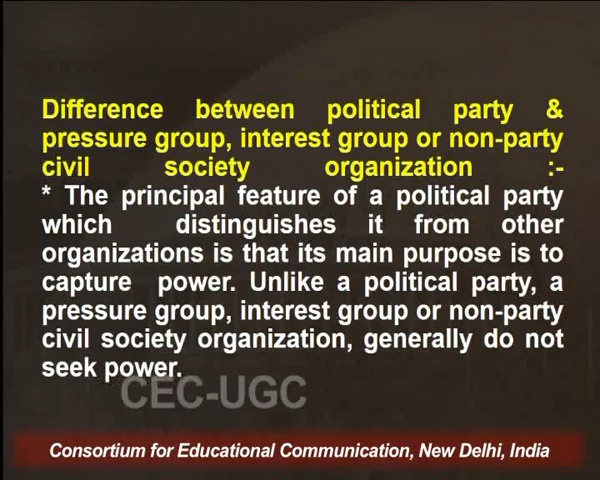 Difference between political party &
pressure group, interest group or non-party
civil society organization :-
* The principal feature of a political party
which distinguishes it from other
organizations is that its main purpose is to
capture power. Unlike a political party, a
pressure group, interest group or non-party
civil society organization, generally do not
seek power.
CEC-UGC
Consortium for Educational Communication, New Delhi, India